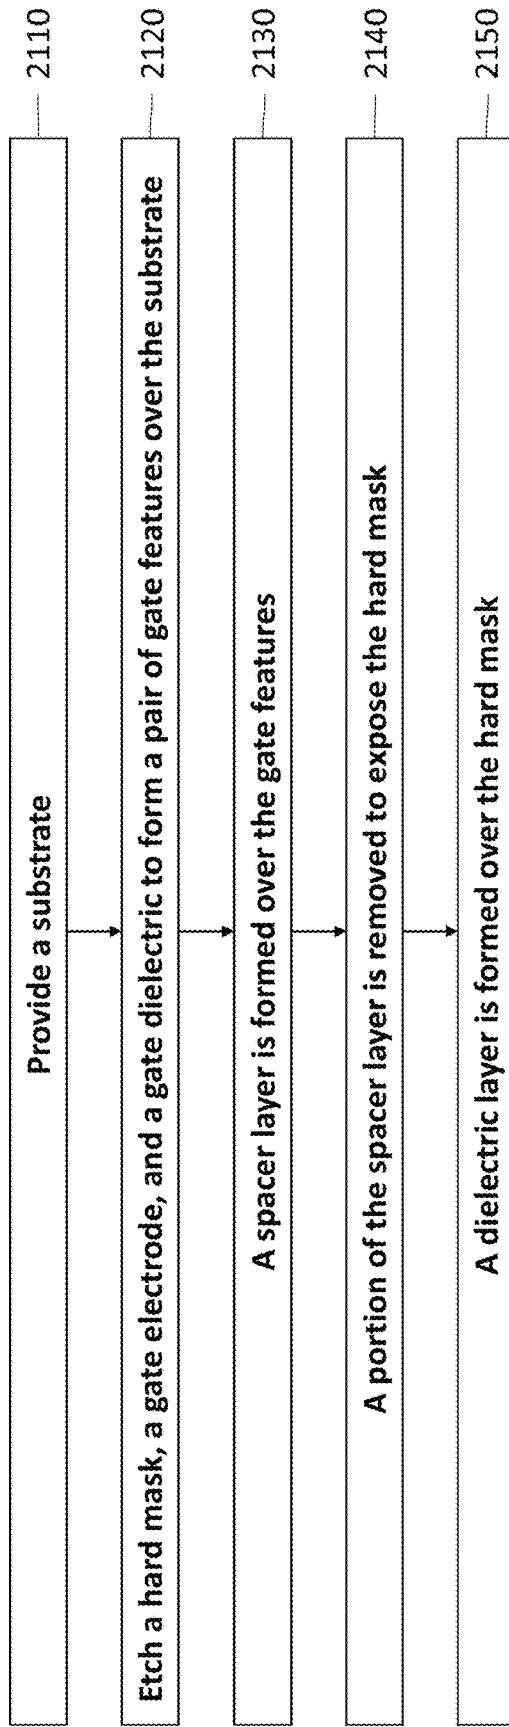 Provide a substrate
2110
Etch a hard mask, a gate electrode, and a gate dielectric to form a pair of gate features over the substrate
2120
A spacer layer is formed over the gate features
2130
A portion of the spacer layer is removed to expose the hard mask
2140
A dielectric layer is formed over the hard mask
2150